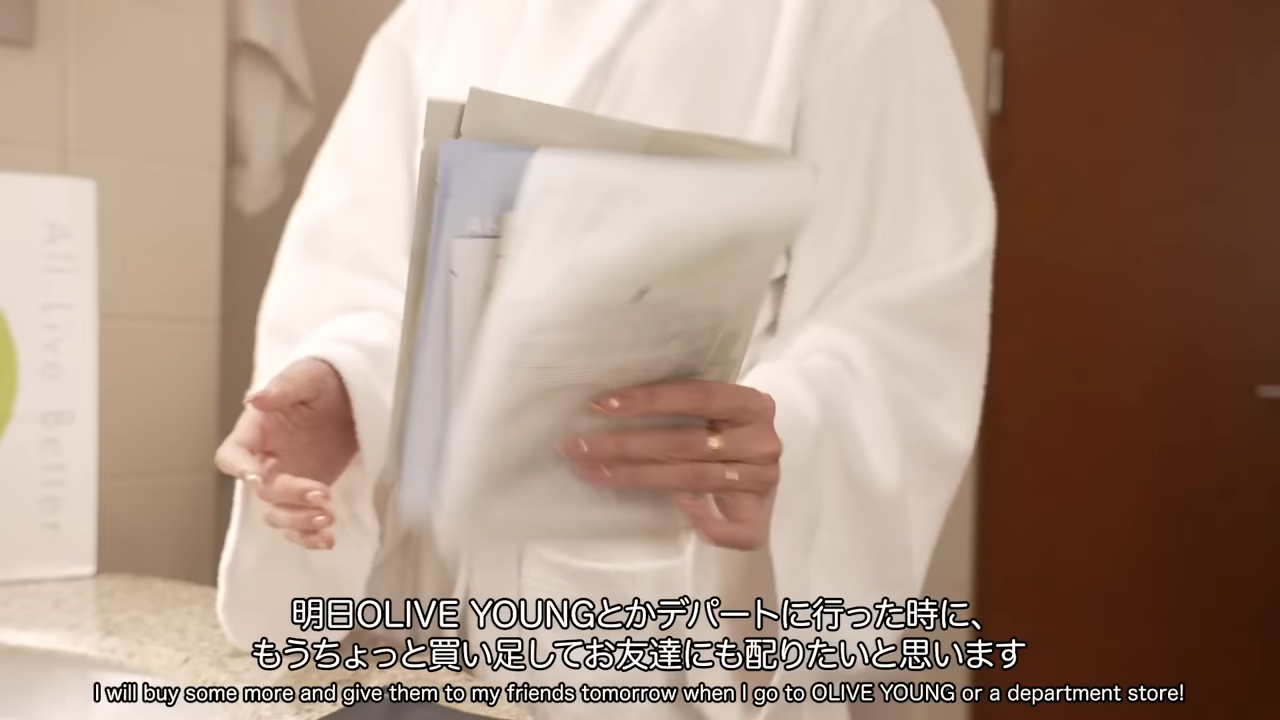 All Live Better
明日OLIVE YOUNGとかデパートに行った時に、
もうちょっと買い足してお友達にも配りたいと思います
I will buy some more and give them to my friends tomorrow when I go to OLIVE YOUNG or a department store!